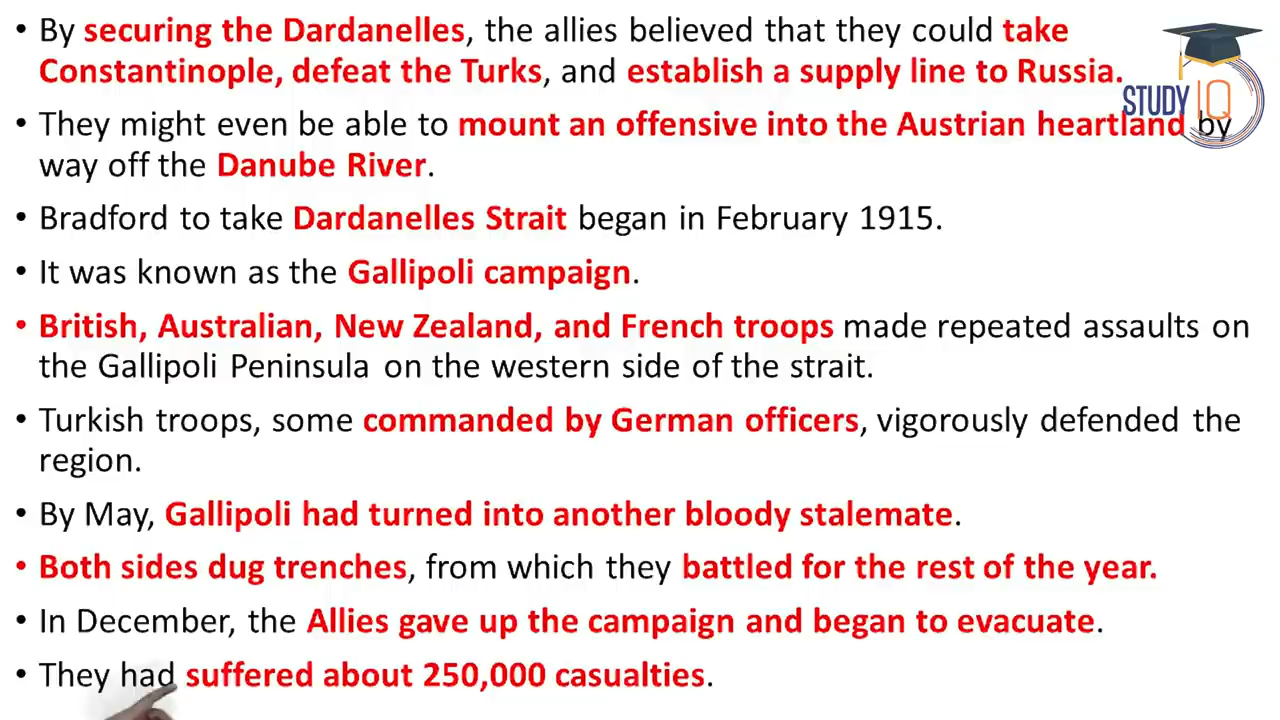 • By securing the Dardanelles, the allies believed that they could take
Constantinople, defeat the Turks, and establish a supply line to Russia.
STUDY IQ
• They might even be able to mount an offensive into the Austrian heartland by
way off the Danube River.
• Bradford to take Dardanelles Strait began in February 1915.
• It was known as the Gallipoli campaign.
• British, Australian, New Zealand, and French troops made repeated assaults on
the Gallipoli Peninsula on the western side of the strait.
• Turkish troops, some commanded by German officers, vigorously defended the
region.
• By May, Gallipoli had turned into another bloody stalemate.
• Both sides dug trenches, from which they battled for the rest of the year.
• In December, the Allies gave up the campaign and began to evacuate.
• They had suffered about 250,000 casualties.